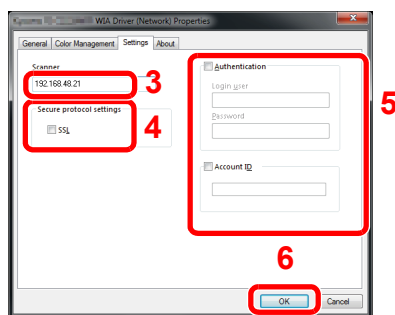 Kyocera WIA Driver (Network) Properties
General Color Management Settings About
Scanner
192.168.48.21
3
Secure protocol settings
SSL
4
Authentication
Login user
Password
Account ID
5
6
OK Cancel